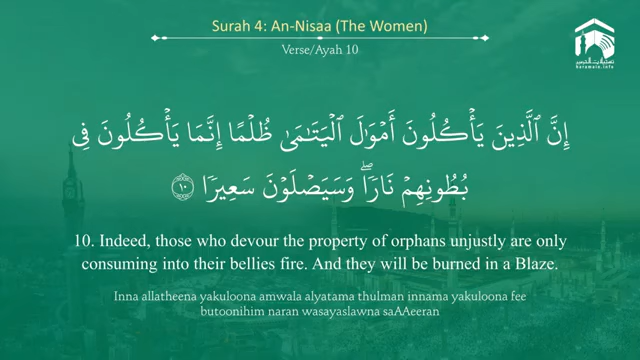 Surah 4: An-Nisaa (The Women)
Verse/Ayah 10
إِنَّ ٱلَّذِينَ يَأۡكُلُونَ أَمۡوَٰلَ ٱلۡيَتَٰمَىٰ ظُلۡمًا إِنَّمَا يَأۡكُلُونَ فِي
بُطُونِهِمۡ نَارٗاۖ وَسَيَصۡلَوۡنَ سَعِيرٗا ١٠
10. Indeed, those who devour the property of orphans unjustly are only
consuming into their bellies fire. And they will be burned in a Blaze.
Inna allatheena yakuloona amwala alyatama thulman innama yakuloona fee
butoonihim naran wasayaslawna saAAeeran